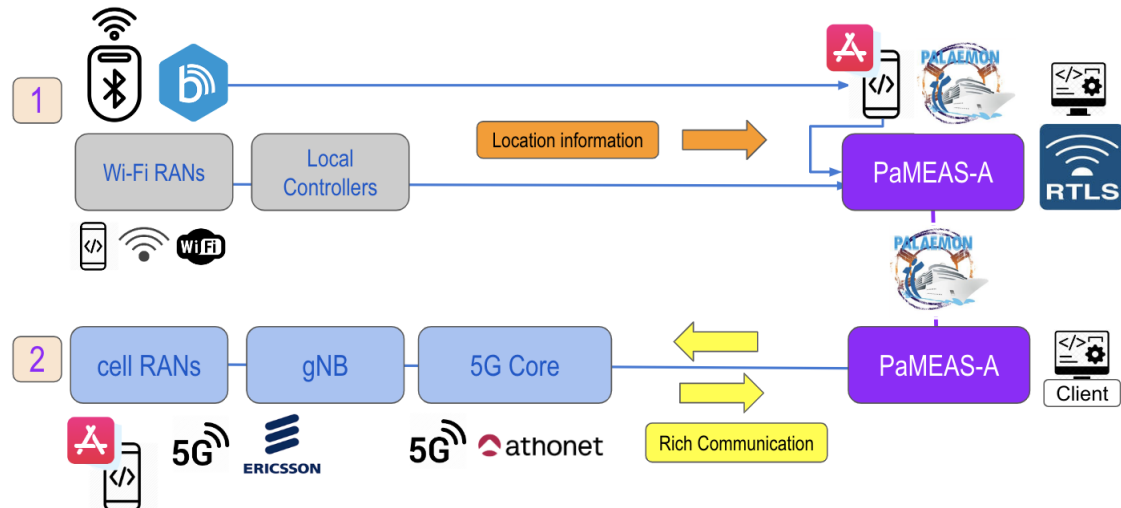 PALAEMON
1
Location information
Wi-Fi RANs
Local
Controllers
PaMEAS-A
RTLS
WiFi
PALAEMON
2
cell RANs
gNB
5G Core
PaMEAS-A
Client
5G
ERICSSON
5G
athonet
Rich Communication